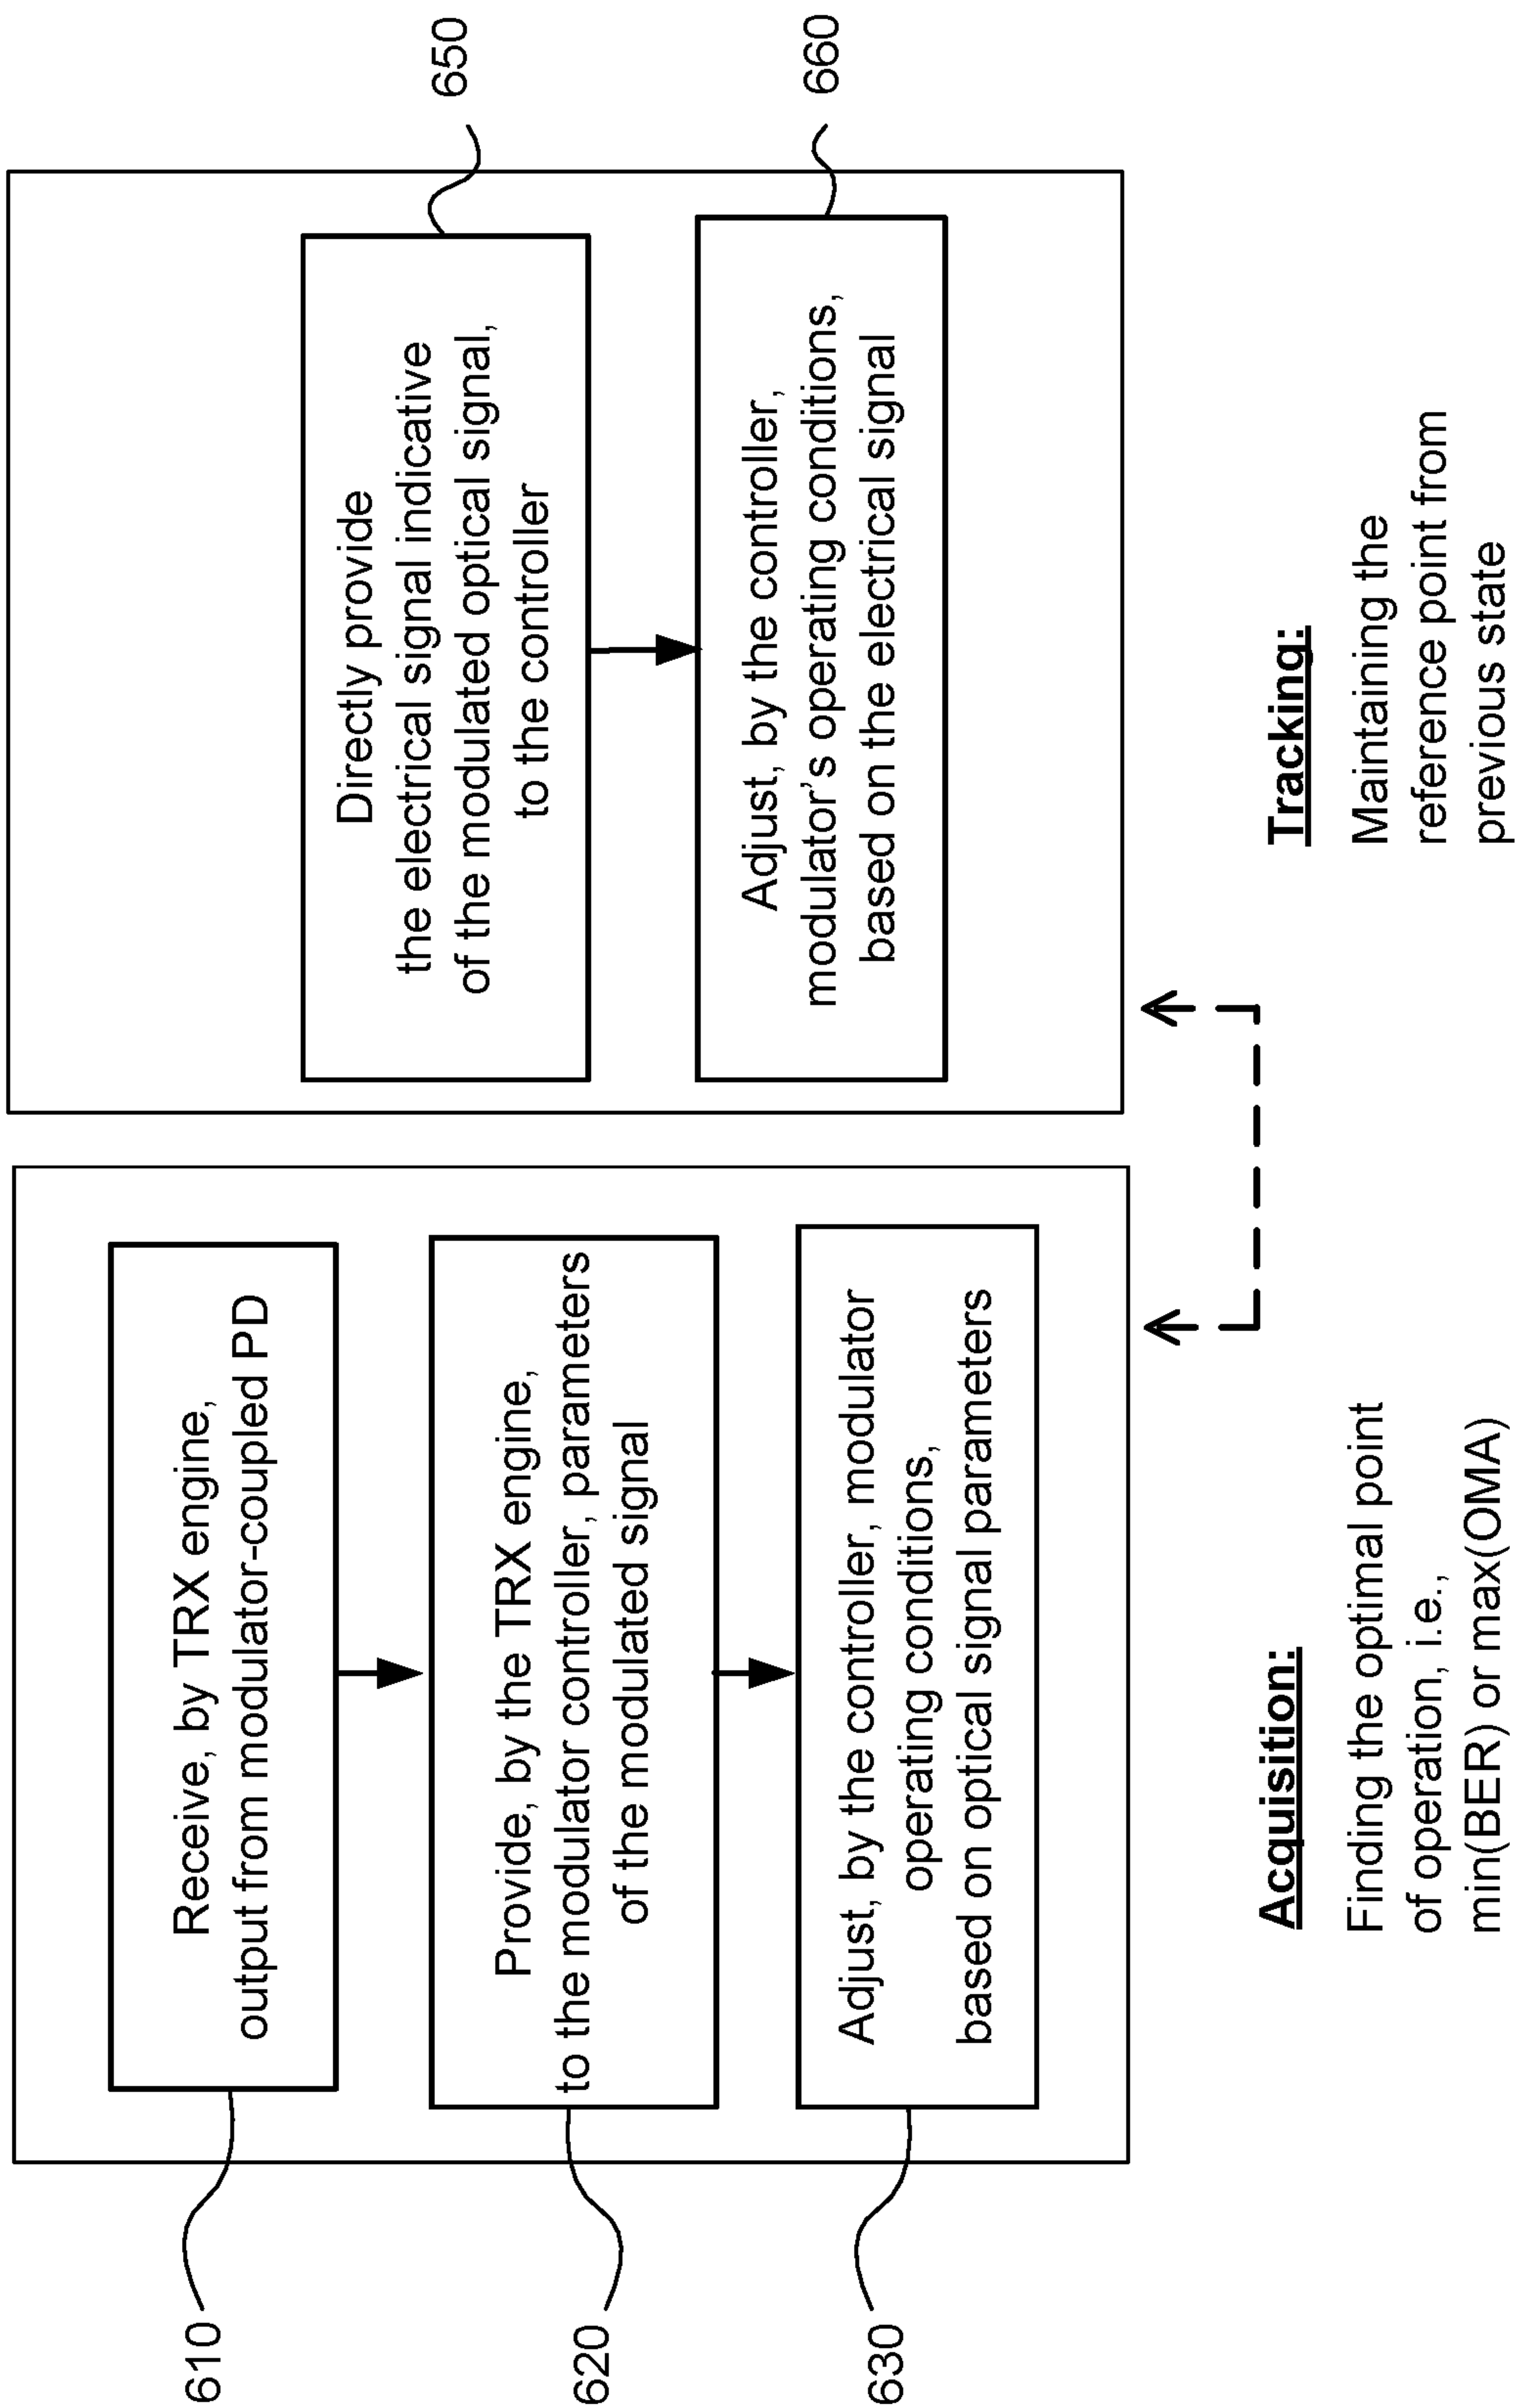 610
Receive, by TRX engine,
output from modulator-coupled PD
620
Provide, by the TRX engine,
to the modulator controller, parameters
of the modulated signal
630
Adjust, by the controller, modulator
operating conditions,
based on optical signal parameters
Acquisition:
Finding the optimal point
of operation, i.e.,
min(BER) or max(OMA)
650
Directly provide
the electrical signal indicative
of the modulated optical signal,
to the controller
660
Adjust, by the controller,
modulator's operating conditions,
based on the electrical signal
Tracking:
Maintaining the
reference point from
previous state